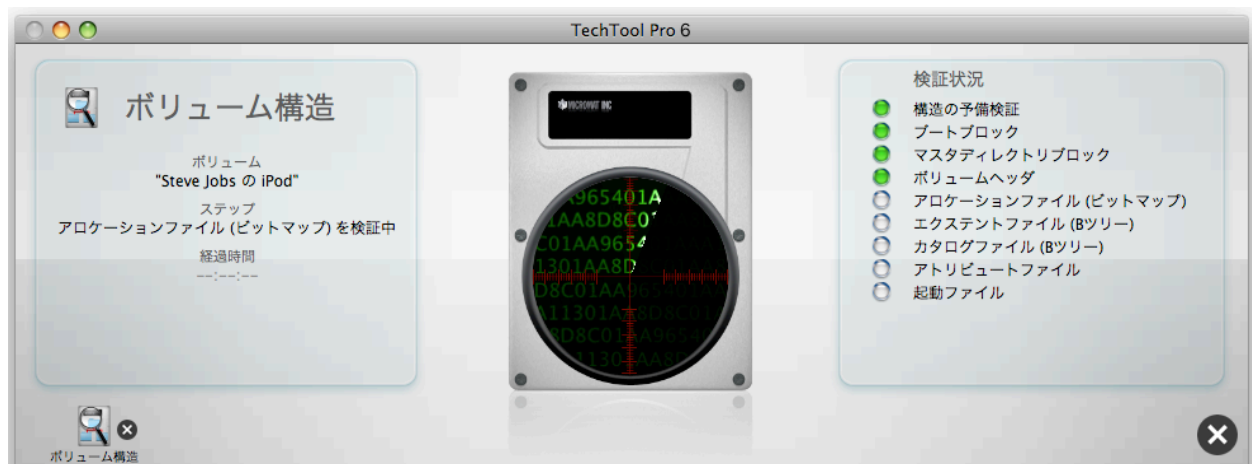 TechTool Pro 6
ボリューム構造
ボリューム
"Steve Jobs の iPod"
ステップ
アロケーションファイル (ビットマップ) を検証中
経過時間
--:--:--
MICROMAT INC
A965401A
1AA8D8C01
C01AA9654
1301AA8D
D8C01AA965401AA
A11301AA8D8C01
8D8C01AA9654
1130 AA8D
検証状況
構造の予備検証
ブートブロック
マスタディレクトリブロック
ボリュームヘッダ
アロケーションファイル (ビットマップ)
エクステントファイル (Bツリー)
カタログファイル (Bツリー)
アトリビュートファイル
起動ファイル
ボリューム構造